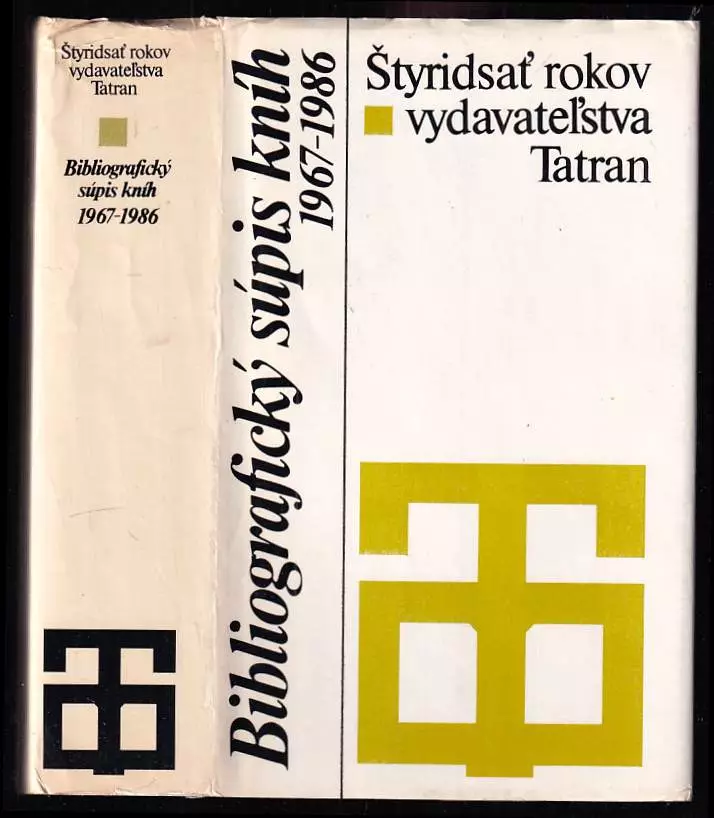 Štyridsať rokov
vydavateľstva
Tatran
Bibliografický
súpis kníh
1967-1986
Bibliografický súpis kníh
1967-1986
Štyridsať rokov
vydavateľstva
Tatran